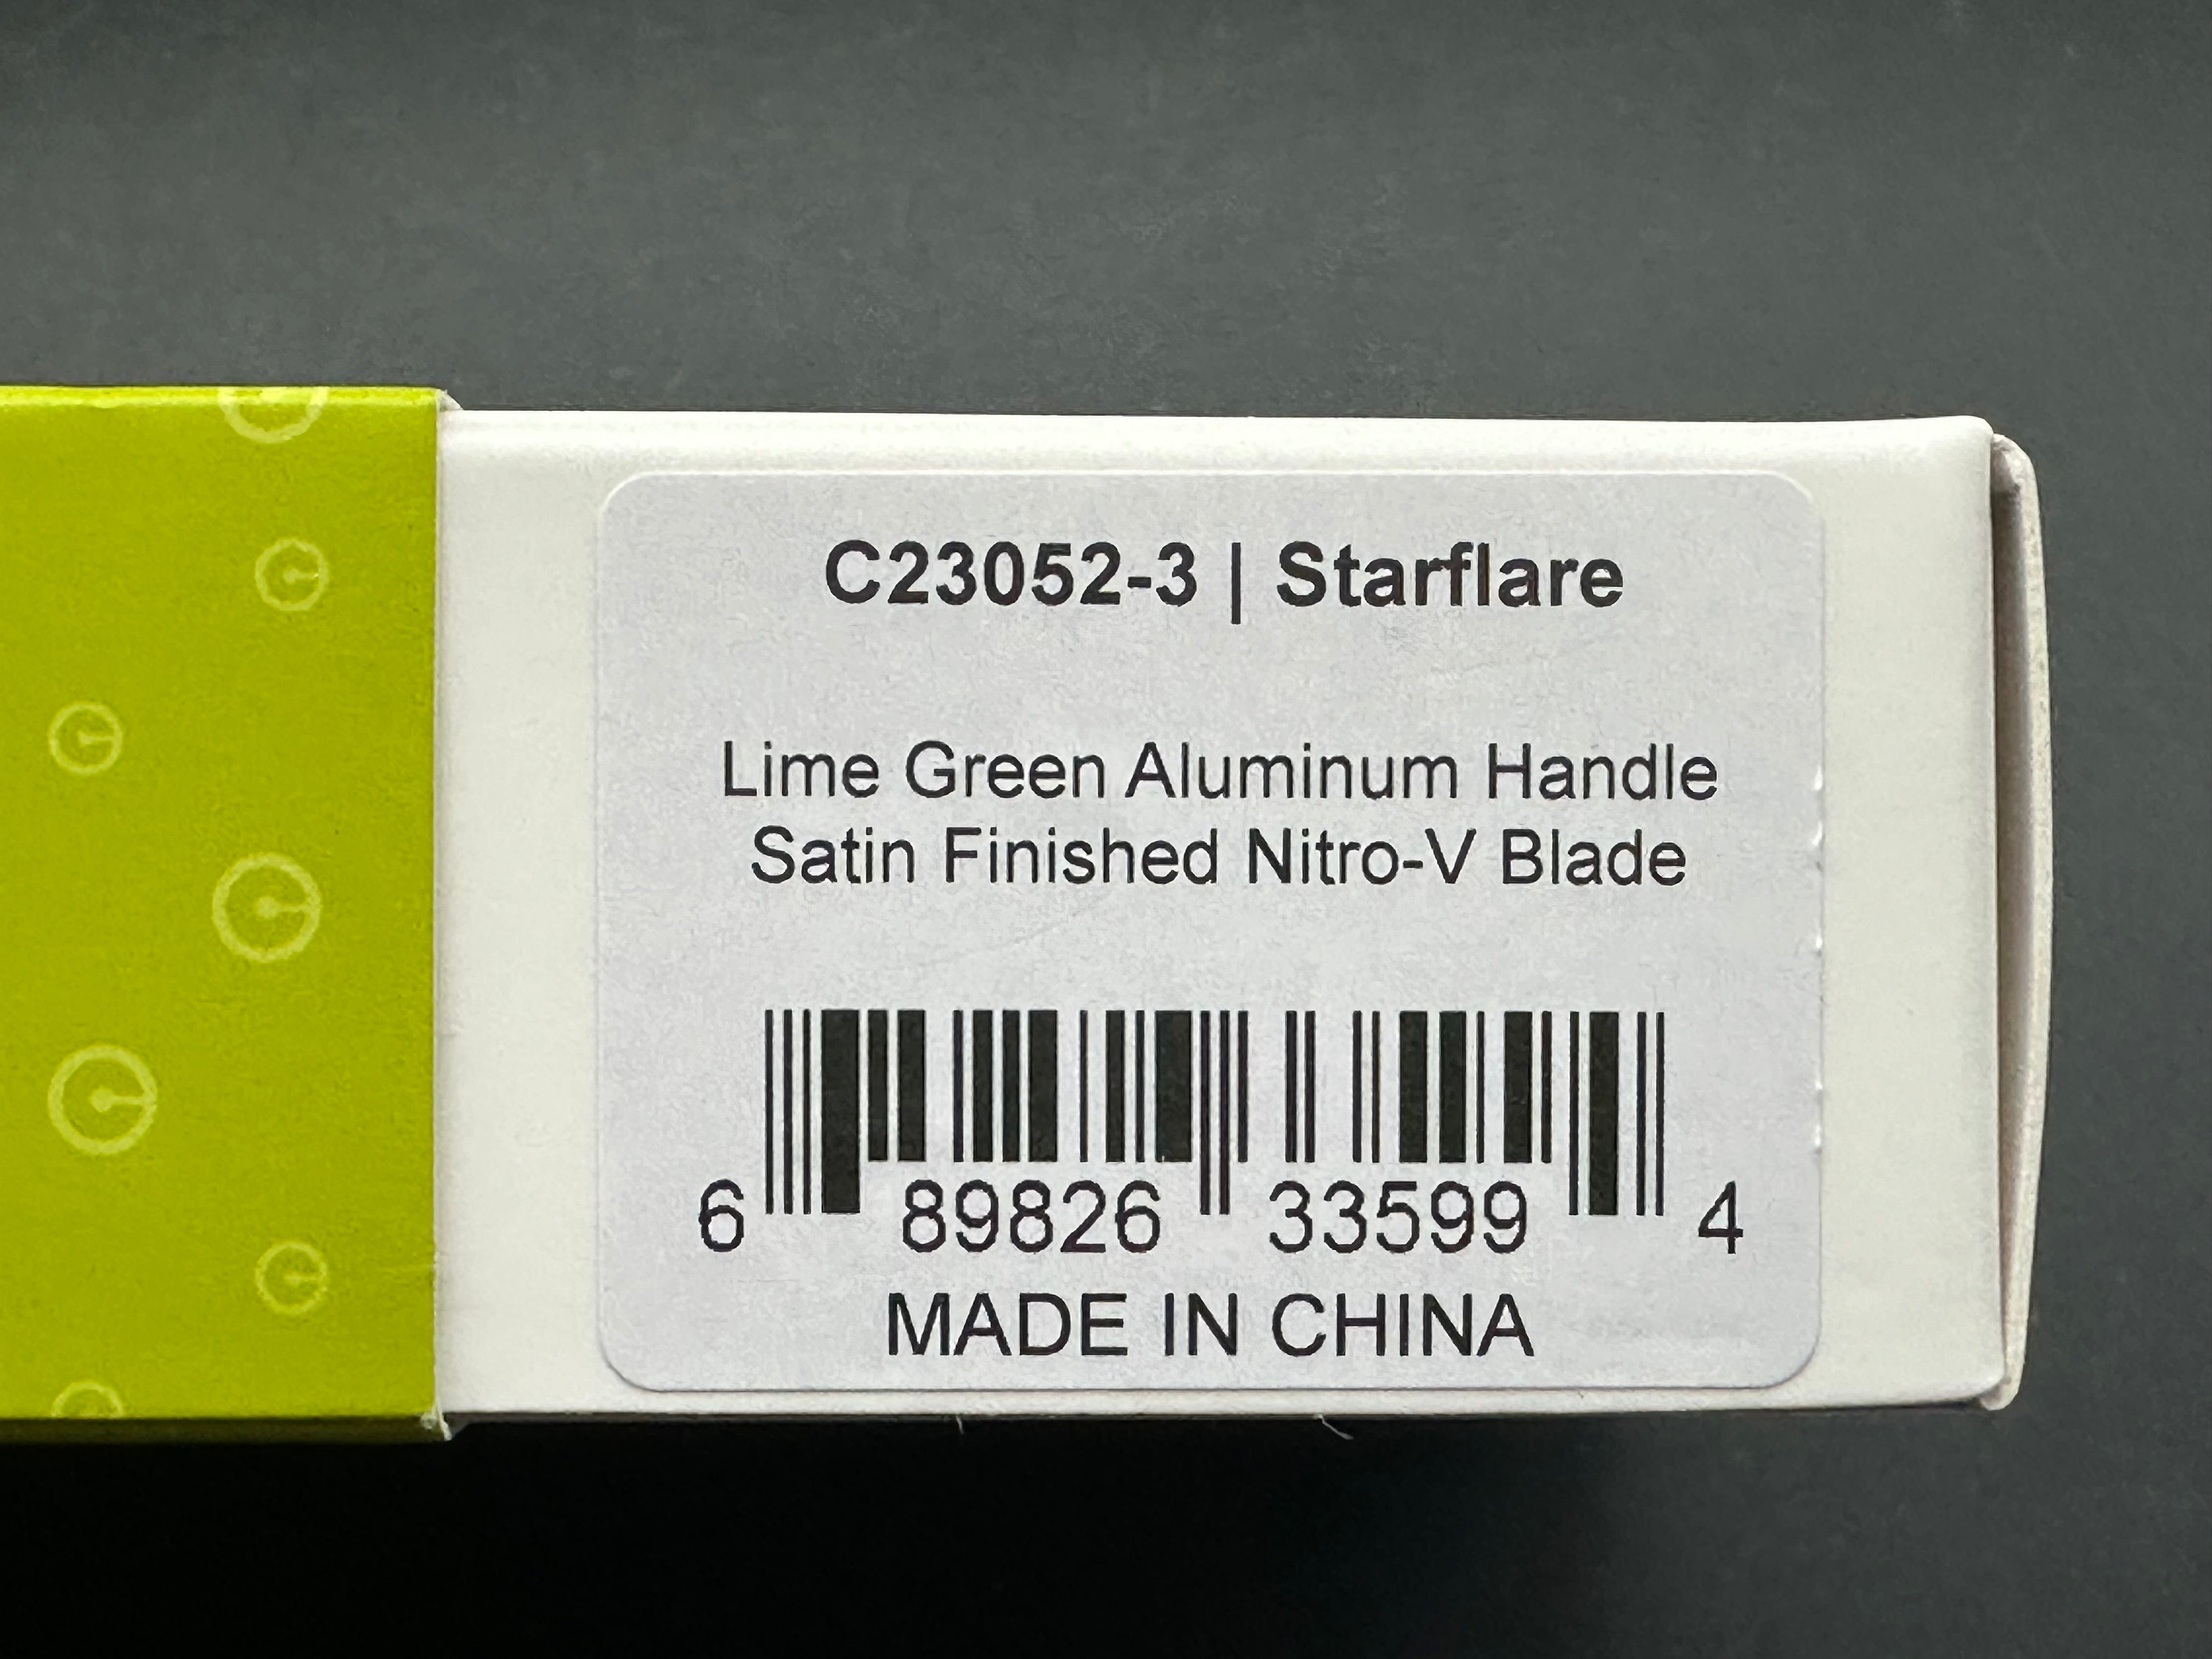 C23052-3 | Starflare
Lime Green Aluminum Handle
Satin Finished Nitro-V Blade
6 89826 33599 4
MADE IN CHINA